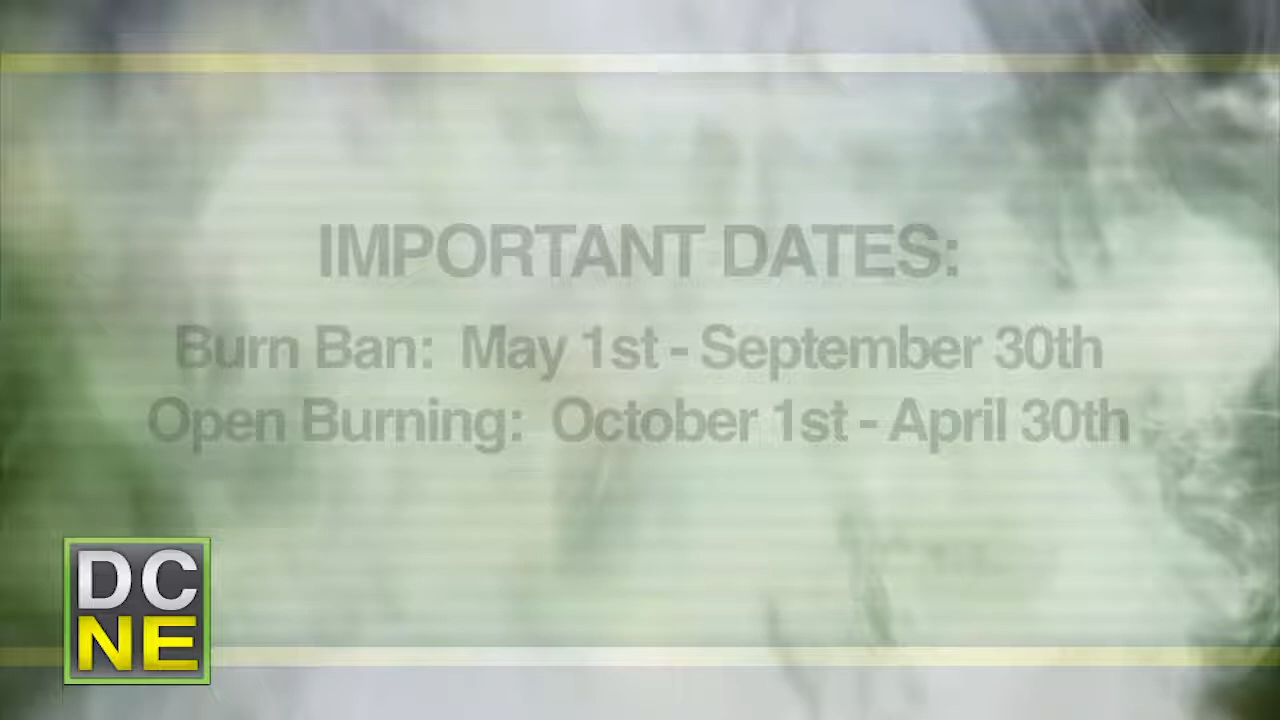 IMPORTANT DATES:
Burn Ban: May 1st - September 30th
Open Burning: October 1st - April 30th
DC
NE